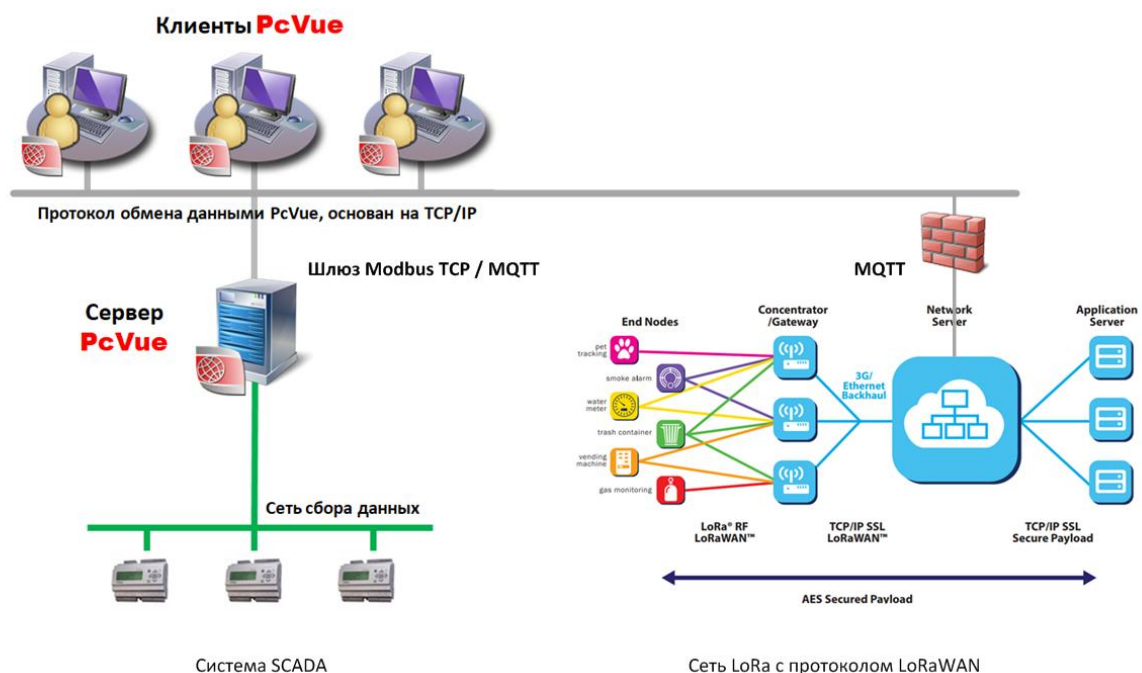 Клиенты PcVue
Протокол обмена данными PcVue, основан на TCP/IP
Шлюз Modbus TCP / MQTT
MQTT
Сервер
PcVue
Сеть сбора данных
Система SCADA
End Nodes
Concentrator
/Gateway
Network
Server
Application
Server
pet
tracking
smoke alarm
water
meter
trash container
vending
machine
gas monitoring
3G/
Ethernet
Backhaul
LoRa® RF
LoRaWAN™
TCP/IP SSL
LoRaWAN™
TCP/IP SSL
Secure Payload
AES Secured Payload
Сеть LoRa с протоколом LoRaWAN